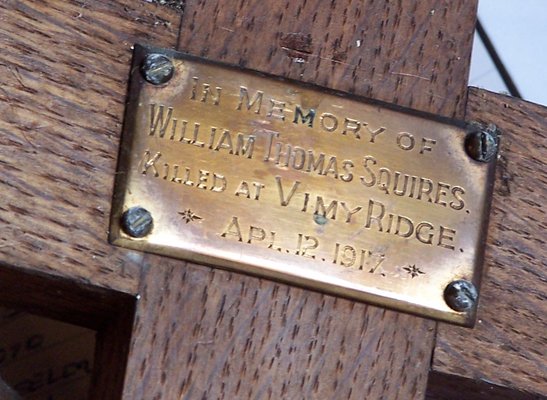 IN MEMORY OF
WILLIAM THOMAS SQUIRES.
KILLED AT VIMY RIDGE.
APL.12.1917.